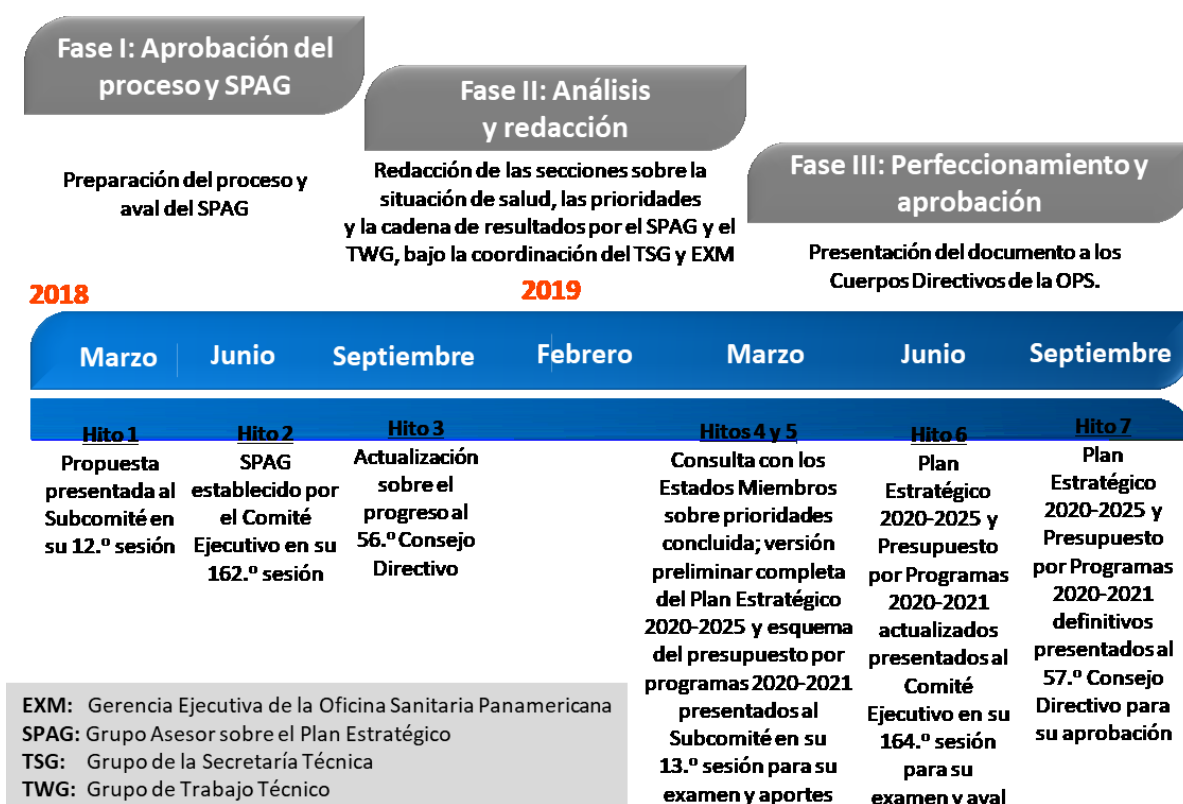 Fase I: Aprobación del
proceso y SPAG
Preparación del proceso y
aval del SPAG
Fase II: Análisis
y redacción
Redacción de las secciones sobre la
situación de salud, las prioridades
y la cadena de resultados por el SPAG y el
TWG, bajo la coordinación del TSG y EXM
Fase III: Perfeccionamiento y
aprobación
Presentación del documento a los
Cuerpos Directivos de la OPS.
2018
2019
Marzo
Junio
Septiembre
Febrero
Marzo
Junio
Septiembre
Hito 1
Propuesta
presentada al
Subcomité en
su 12.º sesión
Hito 2
SPAG
establecido por
el Comité
Ejecutivo en su
162.º sesión
Hito 3
Actualización
sobre el
progreso al
56.º Consejo
Directivo
Hitos 4 y 5
Consulta con los
Estados Miembros
sobre prioridades
concluida; versión
preliminar completa
del Plan Estratégico
2020-2025 y esquema
del presupuesto por
programas 2020-2021
presentados al
Subcomité en su
13.º sesión para su
examen y aportes
Hito 6
Plan
Estratégico
2020-2025 y
Presupuesto
por Programas
2020-2021
actualizados
presentados al
Comité
Ejecutivo en su
164.º sesión
para su
examen y aval
Hito 7
Plan
Estratégico
2020-2025 y
Presupuesto
por Programas
2020-2021
definitivos
presentados al
57.º Consejo
Directivo para
su aprobación
EXM: Gerencia Ejecutiva de la Oficina Sanitaria Panamericana
SPAG: Grupo Asesor sobre el Plan Estratégico
TSG: Grupo de la Secretaría Técnica
TWG: Grupo de Trabajo Técnico